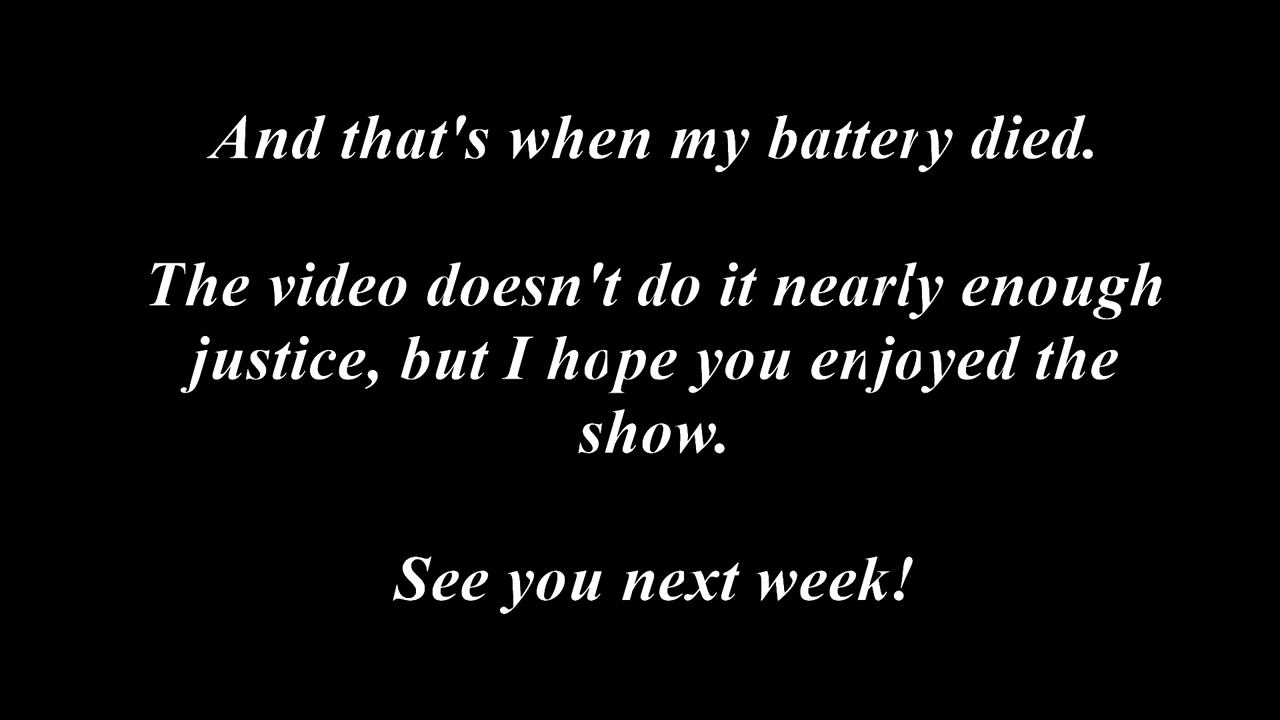 And that's when my battery died.
The video doesn't do it nearly enough
justice, but I hope you enjoyed the
show.
See you next week!